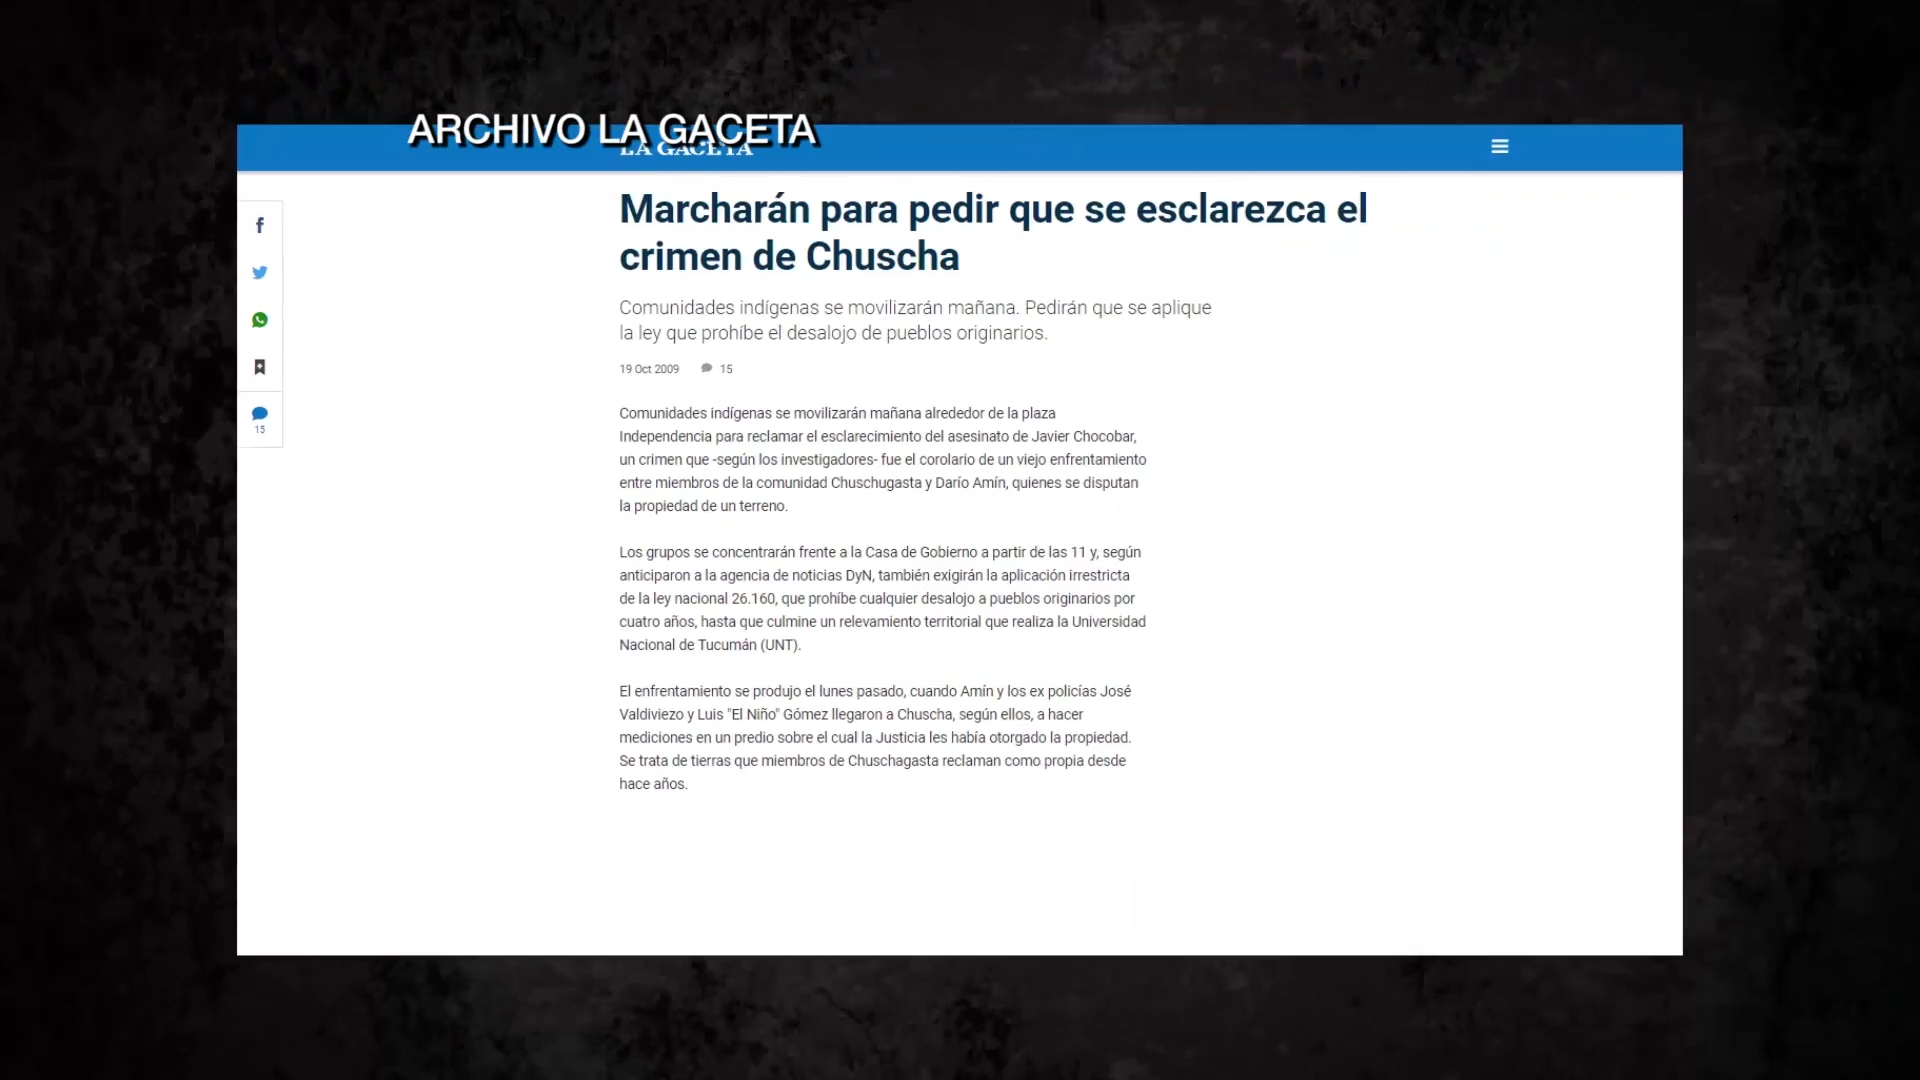 ARCHIVO LA GACETA
LA GACETA
Marcharán para pedir que se esclarezca el
crimen de Chuscha
Comunidades indígenas se movilizarán mañana. Pedirán que se aplique
la ley que prohíbe el desalojo de pueblos originarios.
19 Oct 2009 15
15
Comunidades indígenas se movilizarán mañana alrededor de la plaza
Independencia para reclamar el esclarecimiento del asesinato de Javier Chocobar,
un crimen que -según los investigadores- fue el corolario de un viejo enfrentamiento
entre miembros de la comunidad Chuschugasta y Darío Amín, quienes se disputan
la propiedad de un terreno.
Los grupos se concentrarán frente a la Casa de Gobierno a partir de las 11 y, según
anticiparon a la agencia de noticias DyN, también exigirán la aplicación irrestricta
de la ley nacional 26.160, que prohíbe cualquier desalojo a pueblos originarios por
cuatro años, hasta que culmine un relevamiento territorial que realiza la Universidad
Nacional de Tucumán (UNT).
El enfrentamiento se produjo el lunes pasado, cuando Amín y los ex policías José
Valdiviezo y Luis "El Niño" Gómez llegaron a Chuscha, según ellos, a hacer
mediciones en un predio sobre el cual la Justicia les había otorgado la propiedad.
Se trata de tierras que miembros de Chuschagasta reclaman como propia desde
hace años.